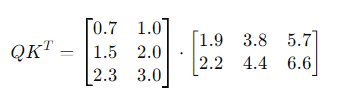 QKᵀ = [0.7 1.0; 1.5 2.0; 2.3 3.0] · [1.9 3.8 5.7; 2.2 4.4 6.6]